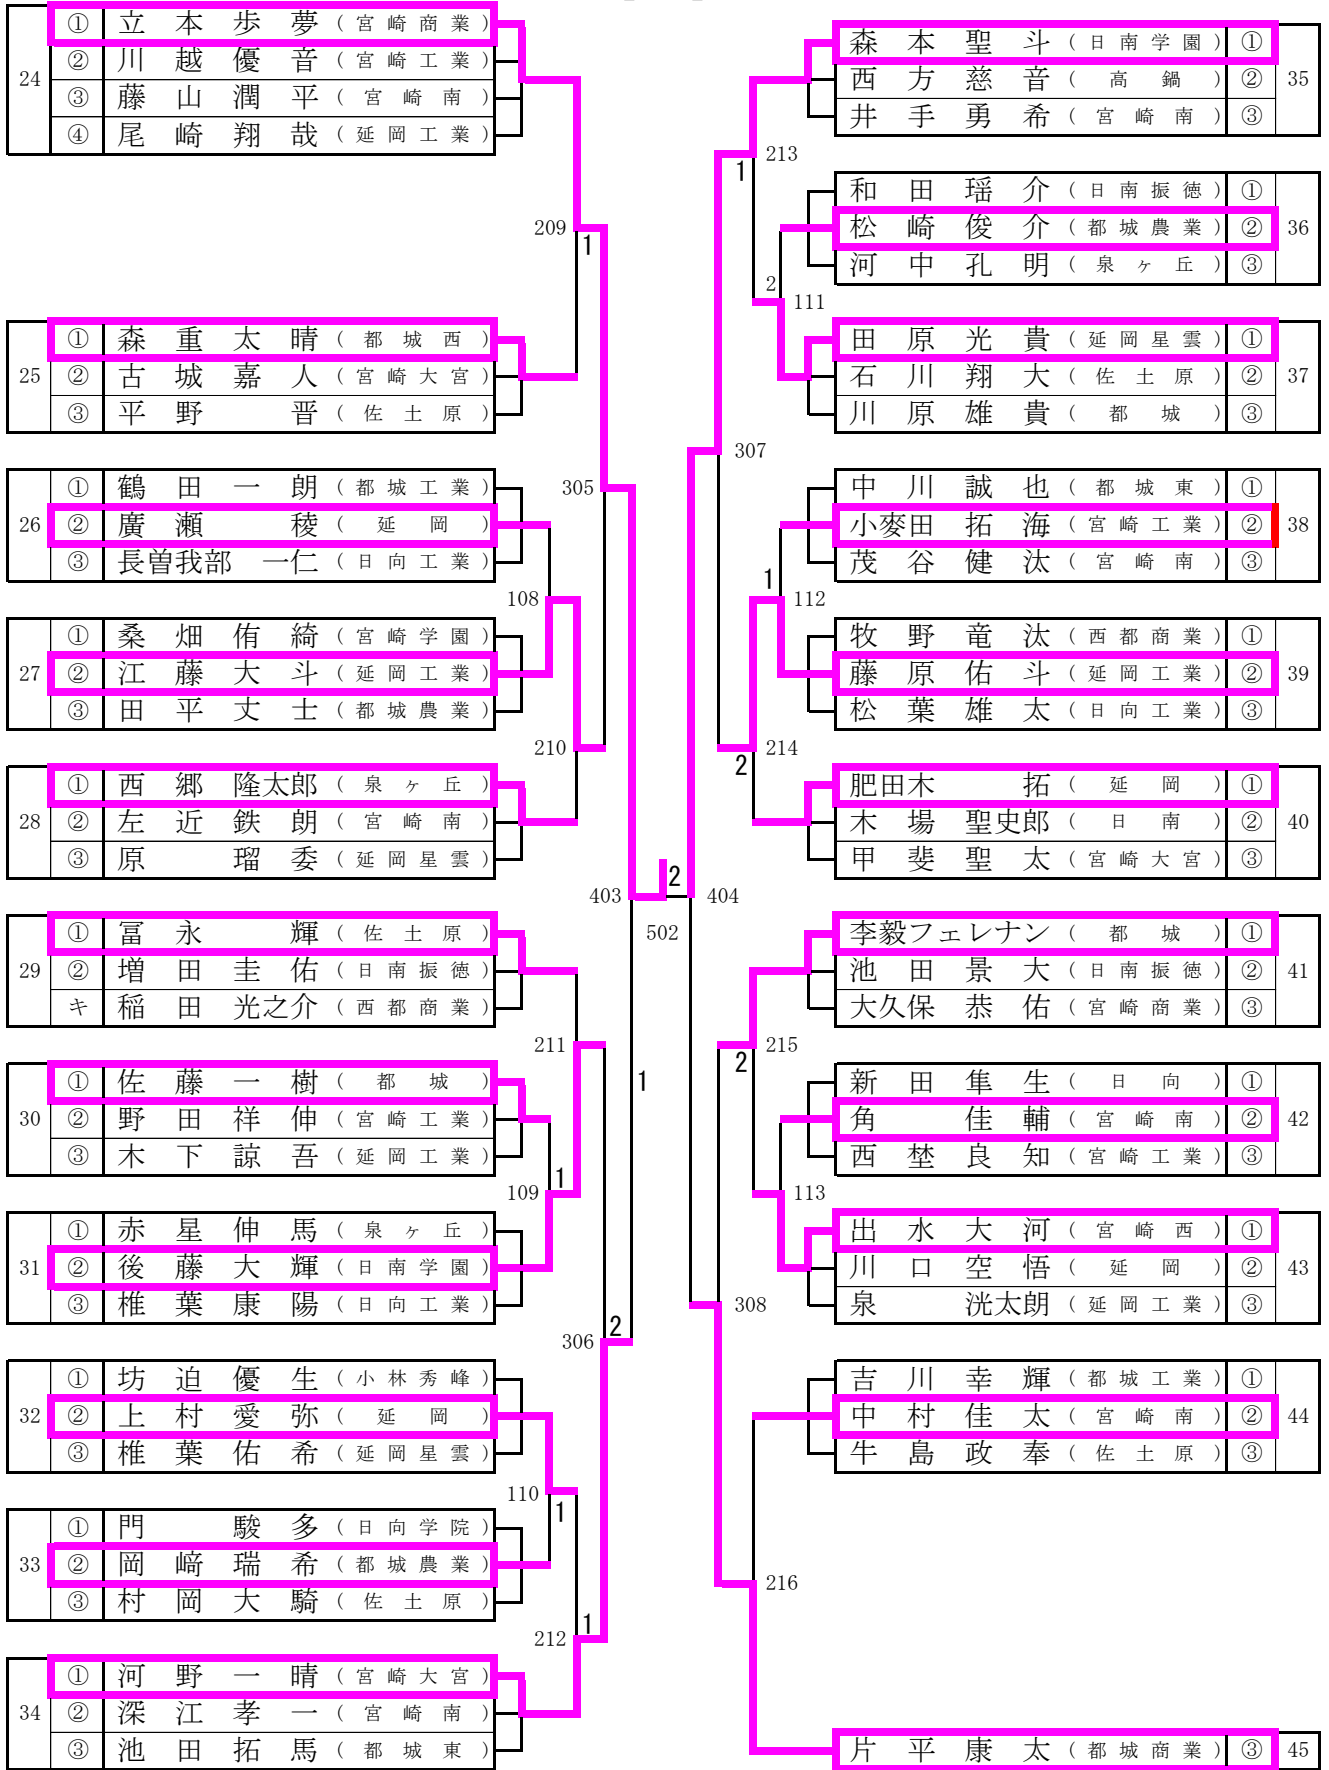 24
① 立本歩夢 (宮崎商業)
② 川越優音 (宮崎工業)
③ 藤山潤平 (宮崎南)
④ 尾崎翔哉 (延岡工業)
209
1
25
① 森重太晴 (都城西)
② 古城嘉人 (宮崎大宮)
③ 平野晋 (佐土原)
305
26
① 鶴田一朗 (都城工業)
② 廣瀬稜 (延岡)
③ 長曽我部一仁 (日向工業)
108
27
① 桑畑侑綺 (宮崎学園)
② 江藤大斗 (延岡工業)
③ 田平丈士 (都城農業)
210
28
① 西郷隆太郎 (泉ヶ丘)
② 左近鉄朗 (宮崎南)
③ 原瑠委 (延岡星雲)
403
2
404
502
29
① 冨永輝 (佐土原)
② 増田圭佑 (日南振徳)
キ 稲田光之介 (西都商業)
211
1
30
① 佐藤一樹 (都城)
② 野田祥伸 (宮崎工業)
③ 木下諒吾 (延岡工業)
109
1
31
① 赤星伸馬 (泉ヶ丘)
② 後藤大輝 (日南学園)
③ 椎葉康陽 (日向工業)
306
2
32
① 坊迫優生 (小林秀峰)
② 上村愛弥 (延岡)
③ 椎葉佑希 (延岡星雲)
110
1
33
① 門駿多 (日向学院)
② 岡﨑瑞希 (都城農業)
③ 村岡大騎 (佐土原)
212
1
34
① 河野一晴 (宮崎大宮)
② 深江孝一 (宮崎南)
③ 池田拓馬 (都城東)
森本聖斗 (日南学園) ①
西方慈音 (高鍋) ②
井手勇希 (宮崎南) ③
35
213
1
和田瑶介 (日南振徳) ①
松崎俊介 (都城農業) ②
河中孔明 (泉ヶ丘) ③
36
2
111
田原光貴 (延岡星雲) ①
石川翔大 (佐土原) ②
川原雄貴 (都城) ③
37
307
中川誠也 (都城東) ①
小麥田拓海 (宮崎工業) ②
茂谷健汰 (宮崎南) ③
38
1
112
牧野竜汰 (西都商業) ①
藤原佑斗 (延岡工業) ②
松葉雄太 (日向工業) ③
39
214
2
肥田木拓 (延岡) ①
木場聖史郎 (日南) ②
甲斐聖太 (宮崎大宮) ③
40
李毅フェレナン (都城) ①
池田景大 (日南振徳) ②
大久保恭佑 (宮崎商業) ③
41
215
2
新田隼生 (日向) ①
角佳輔 (宮崎南) ②
西埜良知 (宮崎工業) ③
42
113
出水大河 (宮崎西) ①
川口空悟 (延岡) ②
泉洸太朗 (延岡工業) ③
43
308
吉川幸輝 (都城工業) ①
中村佳太 (宮崎南) ②
牛島政奉 (佐土原) ③
44
216
片平康太 (都城商業) ③
45